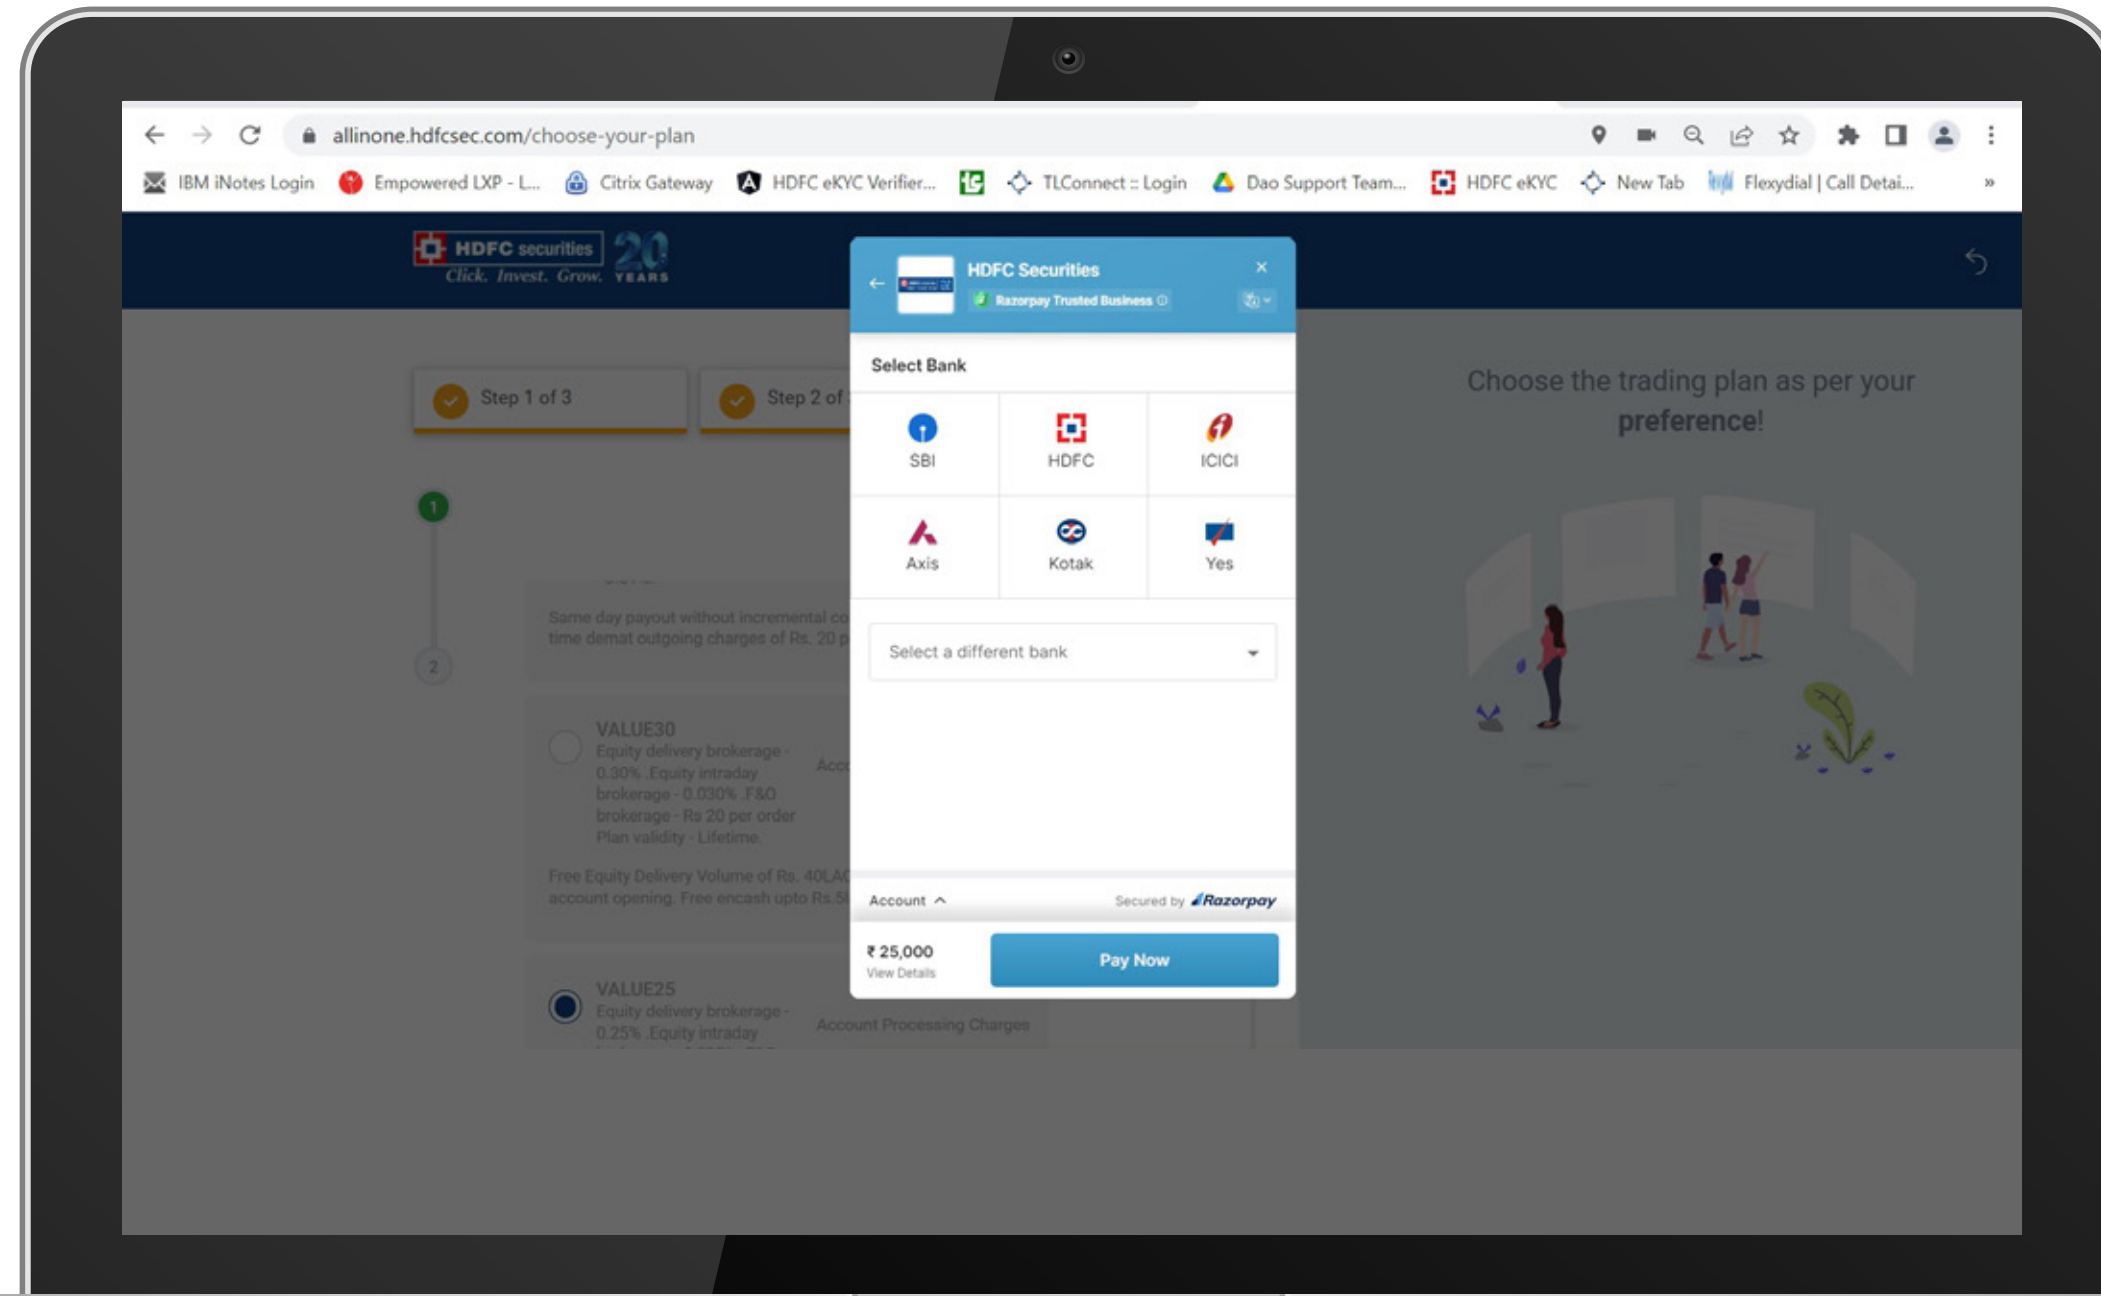 allinone.hdfcsec.com/choose-your-plan
IBM iNotes Login
Empowered LXP - L...
Citrix Gateway
HDFC eKYC Verifier...
TLConnect :: Login
Dao Support Team...
HDFC eKYC
New Tab
Flexydial | Call Detai...
»
HDFC securities
Click. Invest. Grow.
20
YEARS
Step 1 of 3
Step 2 of
1
2
Same day payout without incremental co
time demat outgoing charges of Rs. 20 p
VALUE30
Equity delivery brokerage -
0.30% .Equity intraday
brokerage - 0.030% .F&O
brokerage - Rs 20 per order
Plan validity - Lifetime.
Acco
Free Equity Delivery Volume of Rs. 40LAC
account opening. Free encash upto Rs.5l
VALUE25
Equity delivery brokerage -
0.25% .Equity intraday
Account Processing Charges
HDFC Securities
Razorpay Trusted Business
Select Bank
SBI
HDFC
ICICI
Axis
Kotak
Yes
Select a different bank
Account
Secured by Razorpay
₹ 25,000
View Details
Pay Now
Choose the trading plan as per your
preference!